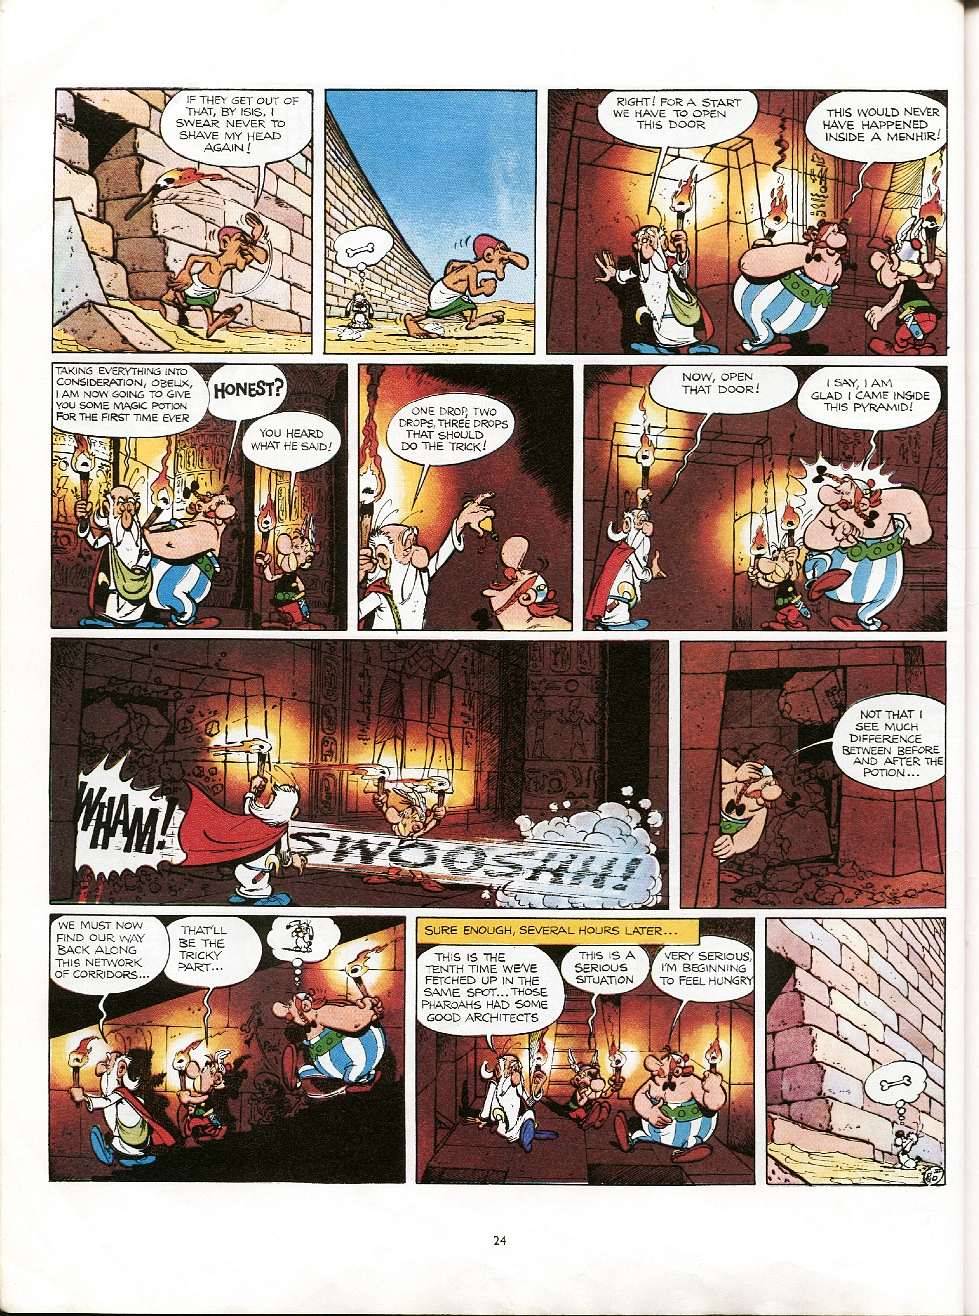 IF THEY GET OUT OF
THAT, BY ISIS, I
SWEAR NEVER TO
SHAVE MY HEAD
AGAIN!
RIGHT! FOR A START
WE HAVE TO OPEN
THIS DOOR
THIS WOULD NEVER
HAVE HAPPENED
INSIDE A MENHIR!
TAKING EVERYTHING INTO
CONSIDERATION, OBELIX,
I AM NOW GOING TO GIVE
YOU SOME MAGIC POTION
FOR THE FIRST TIME EVER
HONEST?
YOU HEARD
WHAT HE SAID!
ONE DROP, TWO
DROPS, THREE DROPS
THAT SHOULD
DO THE TRICK!
NOW, OPEN
THAT DOOR!
I SAY, I AM
GLAD I CAME INSIDE
THIS PYRAMID!
WHAM!
SWOOSHH!
NOT THAT I
SEE MUCH
DIFFERENCE
BETWEEN BEFORE
AND AFTER THE
POTION...
WE MUST NOW
FIND OUR WAY
BACK ALONG
THIS NETWORK
OF CORRIDORS...
THAT'LL
BE THE
TRICKY
PART...
SURE ENOUGH, SEVERAL HOURS LATER...
THIS IS THE
TENTH TIME WE'VE
FETCHED UP IN THE
SAME SPOT... THOSE
PHAROAHS HAD SOME
GOOD ARCHITECTS
THIS IS A
SERIOUS
SITUATION
VERY SERIOUS,
I'M BEGINNING
TO FEEL HUNGRY
24